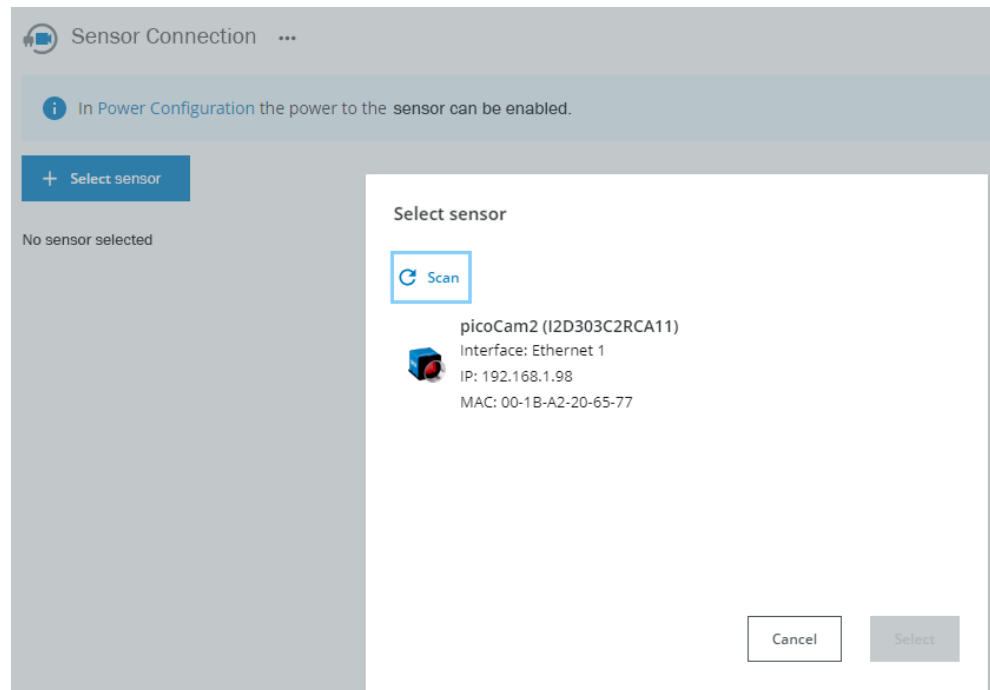 Sensor Connection ...
In Power Configuration the power to the sensor can be enabled.
+ Select sensor
No sensor selected
Select sensor
Scan
picoCam2 (I2D303C2RCA11)
Interface: Ethernet 1
IP: 192.168.1.98
MAC: 00-1B-A2-20-65-77
Cancel
Select